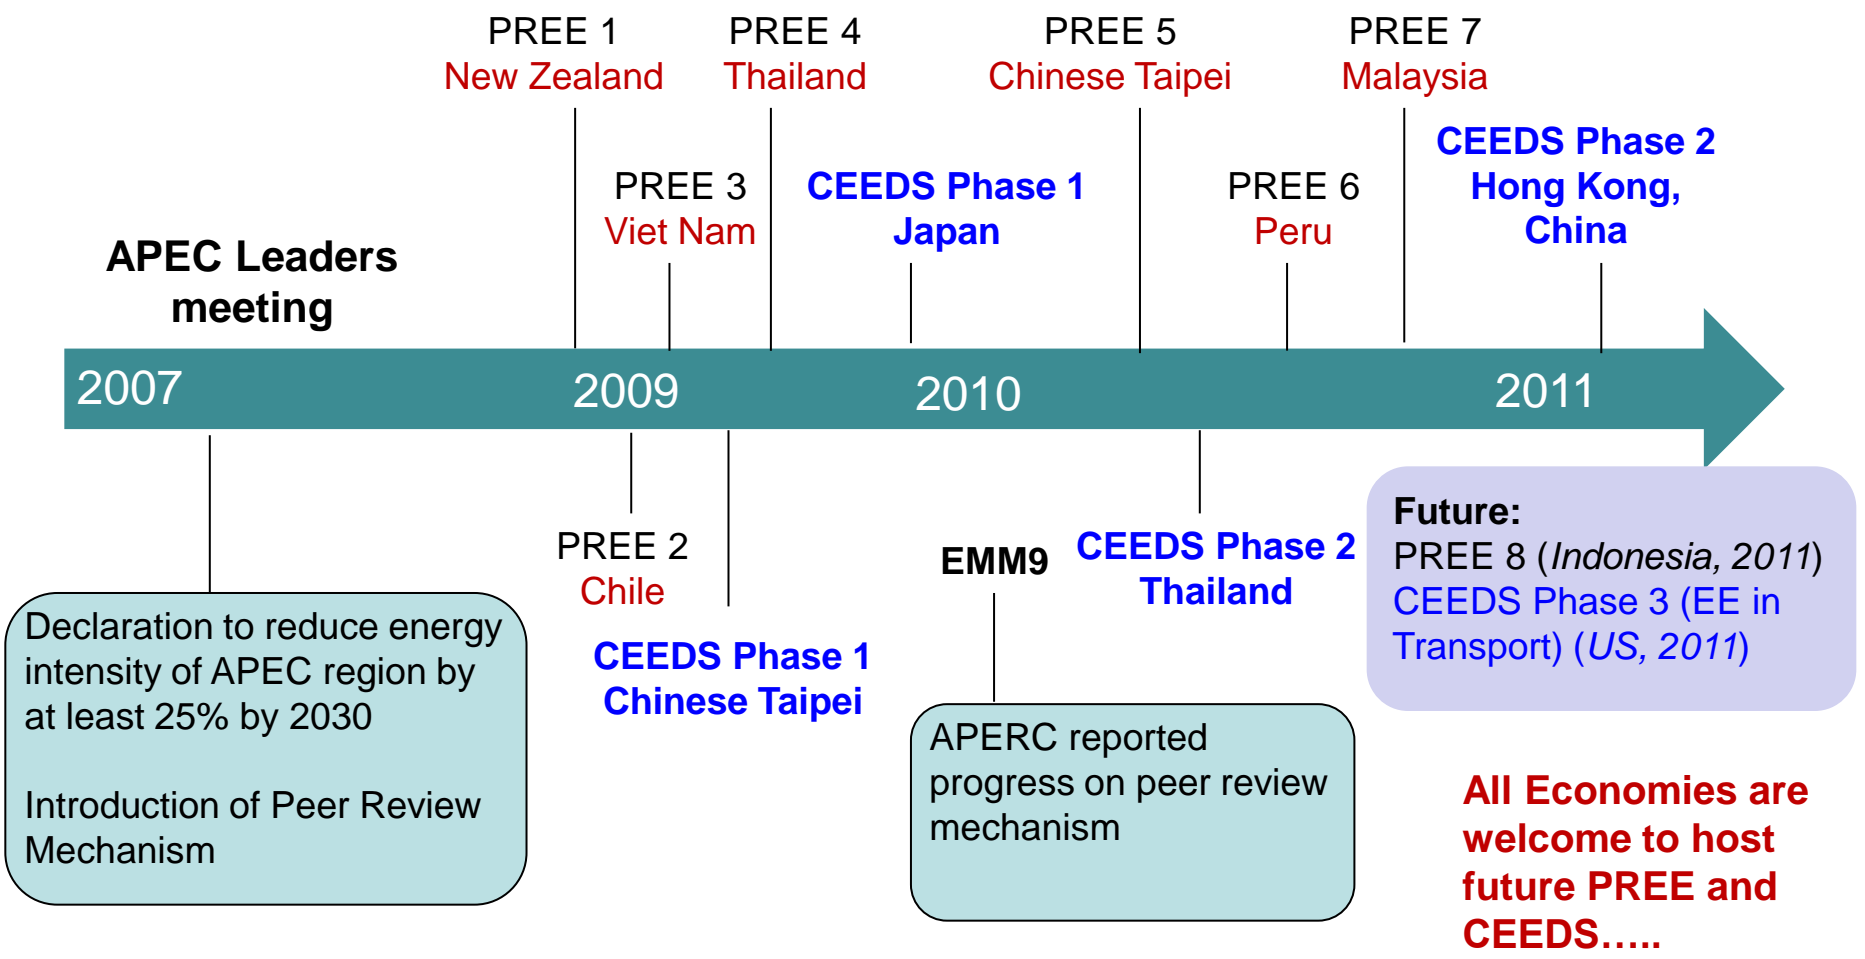 PREE 1
New Zealand
PREE 4
Thailand
PREE 5
Chinese Taipei
PREE 7
Malaysia
PREE 3
Viet Nam
CEEDS Phase 1
Japan
PREE 6
Peru
CEEDS Phase 2
Hong Kong,
China
APEC Leaders
meeting
2007
2009
2010
2011
PREE 2
Chile
CEEDS Phase 1
Chinese Taipei
EMM9
CEEDS Phase 2
Thailand
Declaration to reduce energy
intensity of APEC region by
at least 25% by 2030
Introduction of Peer Review
Mechanism
APERC reported
progress on peer review
mechanism
Future:
PREE 8 (Indonesia, 2011)
CEEDS Phase 3 (EE in
Transport) (US, 2011)
All Economies are
welcome to host
future PREE and
CEEDS.....